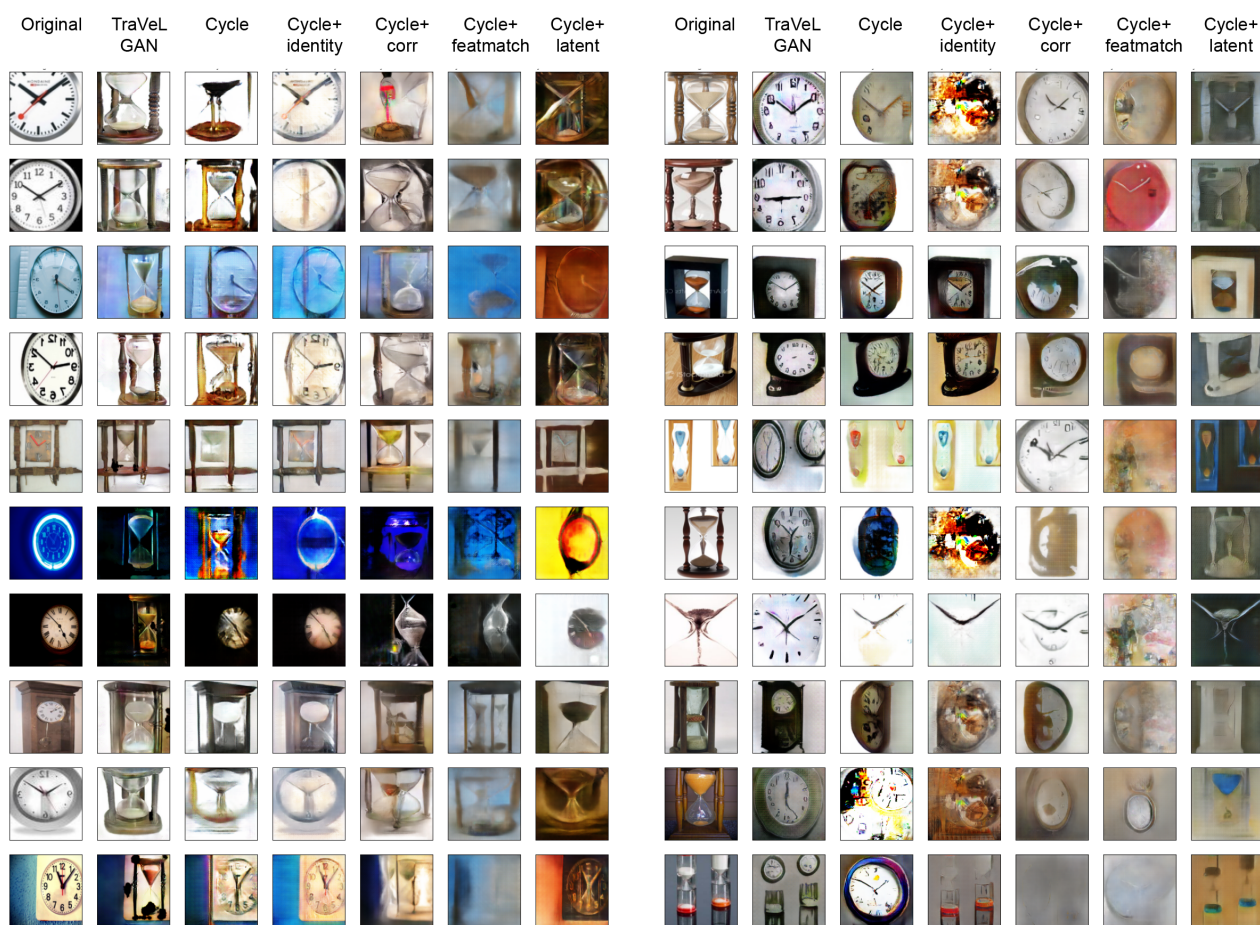 Original
TraVeL
GAN
Cycle
Cycle+
identity
Cycle+
corr
Cycle+
featmatch
Cycle+
latent
Original
TraVeL
GAN
Cycle
Cycle+
identity
Cycle+
corr
Cycle+
featmatch
Cycle+
latent